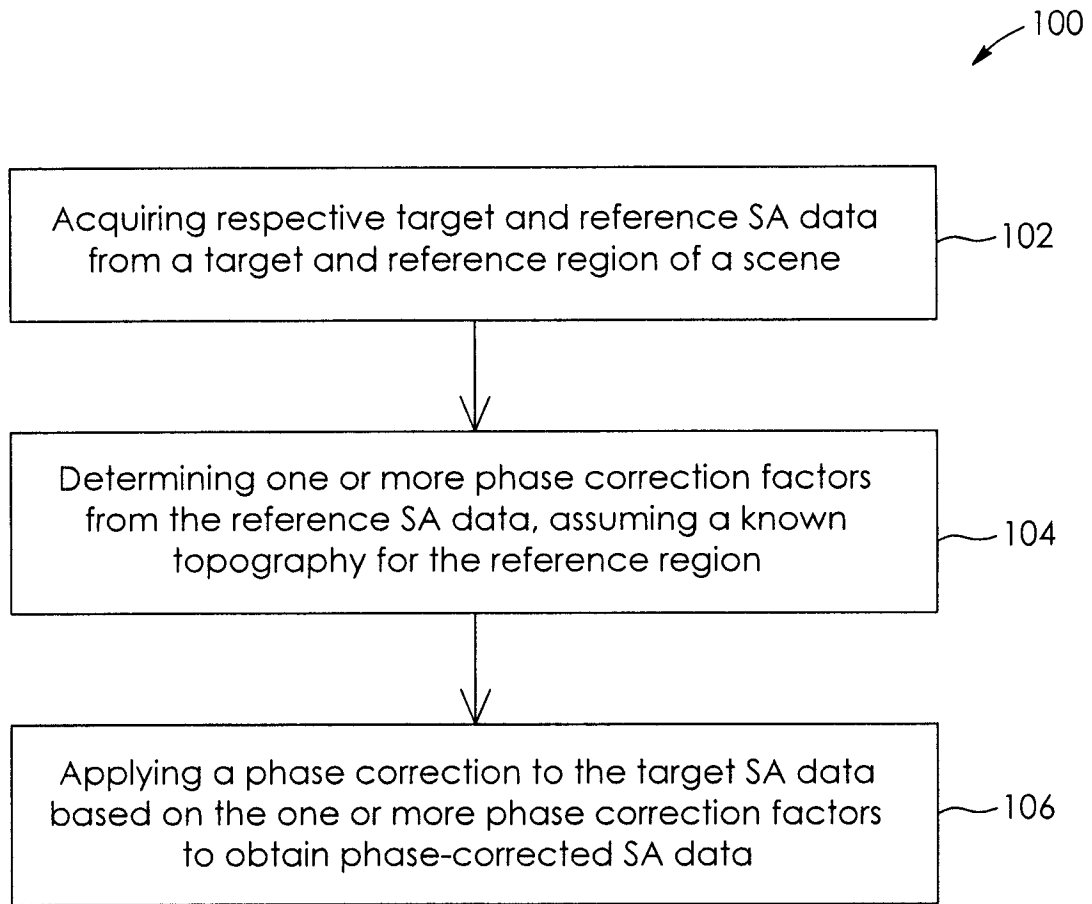 100
Acquiring respective target and reference SA data
from a target and reference region of a scene
102
Determining one or more phase correction factors
from the reference SA data, assuming a known
topography for the reference region
104
Applying a phase correction to the target SA data
based on the one or more phase correction factors
to obtain phase-corrected SA data
106